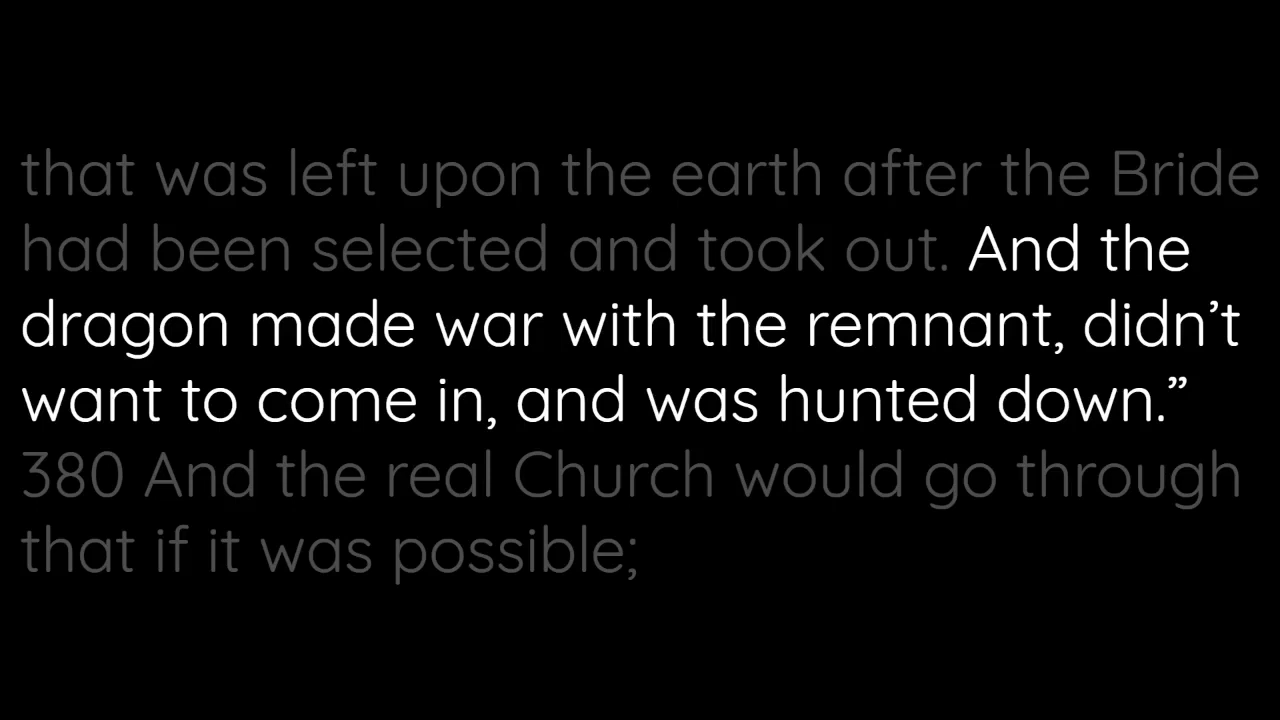 that was left upon the earth after the Bride
had been selected and took out. And the
dragon made war with the remnant, didn’t
want to come in, and was hunted down.”
380 And the real Church would go through
that if it was possible;